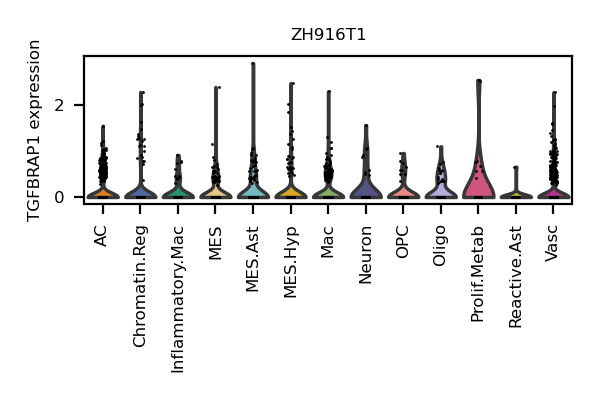 ZH916T1
TGFBRAP1 expression
2
0
AC
Chromatin.Reg
Inflammatory.Mac
MES
MES.Ast
MES.Hyp
Mac
Neuron
OPC
Oligo
Prolif.Metab
Reactive.Ast
Vasc